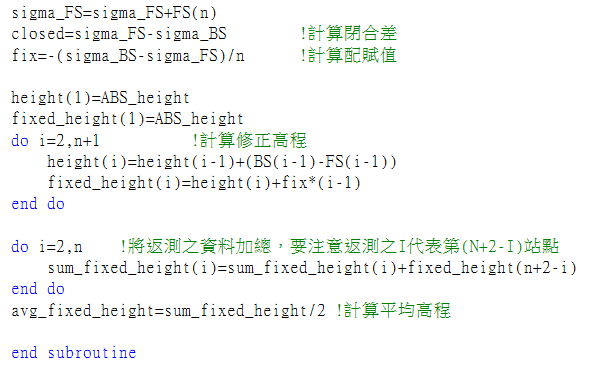 sigma_FS=sigma_FS+FS(n)
closed=sigma_FS-sigma_BS !計算閉合差
fix=-(sigma_BS-sigma_FS)/n !計算配賦值
height(1)=ABS_height
fixed_height(1)=ABS_height
do i=2,n+1 !計算修正高程
height(i)=height(i-1)+(BS(i-1)-FS(i-1))
fixed_height(i)=height(i)+fix*(i-1)
end do
do i=2,n !將返測之資料加總，要注意返測之I代表第(N+2-I)站點
sum_fixed_height(i)=sum_fixed_height(i)+fixed_height(n+2-i)
end do
avg_fixed_height=sum_fixed_height/2 !計算平均高程
end subroutine